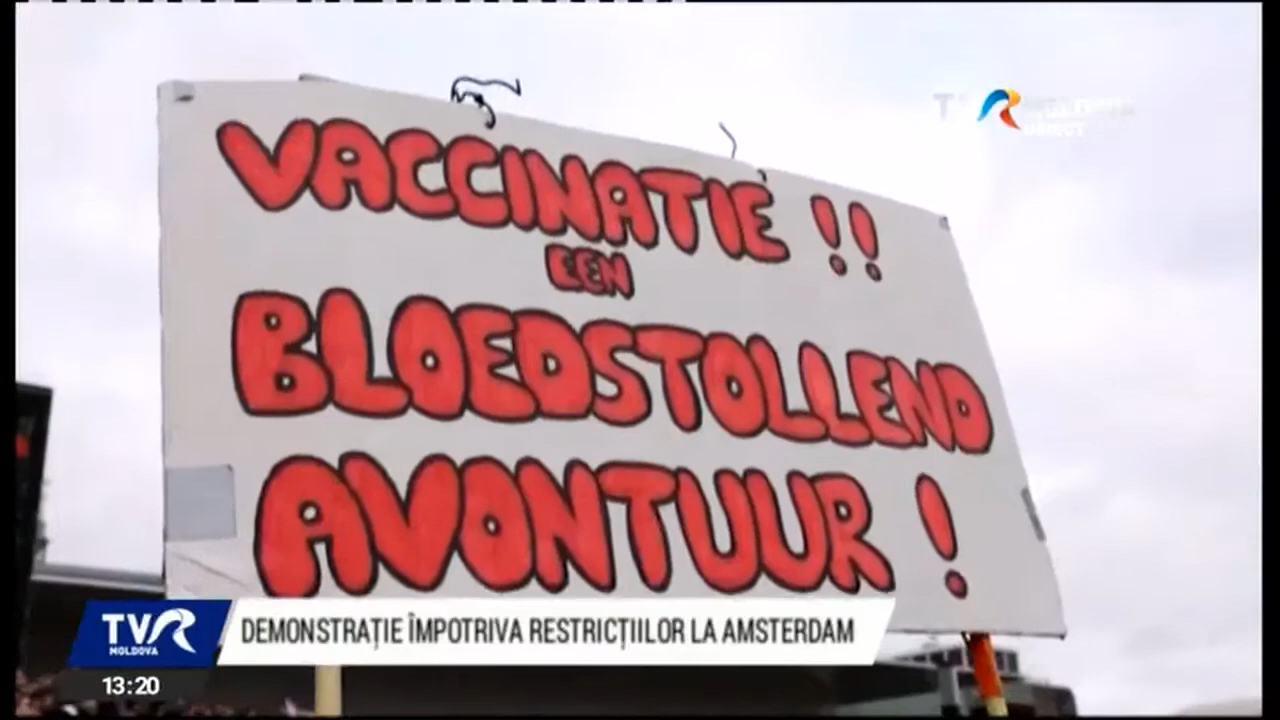 VACCINATIE !!
EEN
BLOEDSTOLLEND
AVONTUUR !
TVR
MOLDOVA
DEMONSTRAȚIE ÎMPOTRIVA RESTRICȚIILOR LA AMSTERDAM
13:20